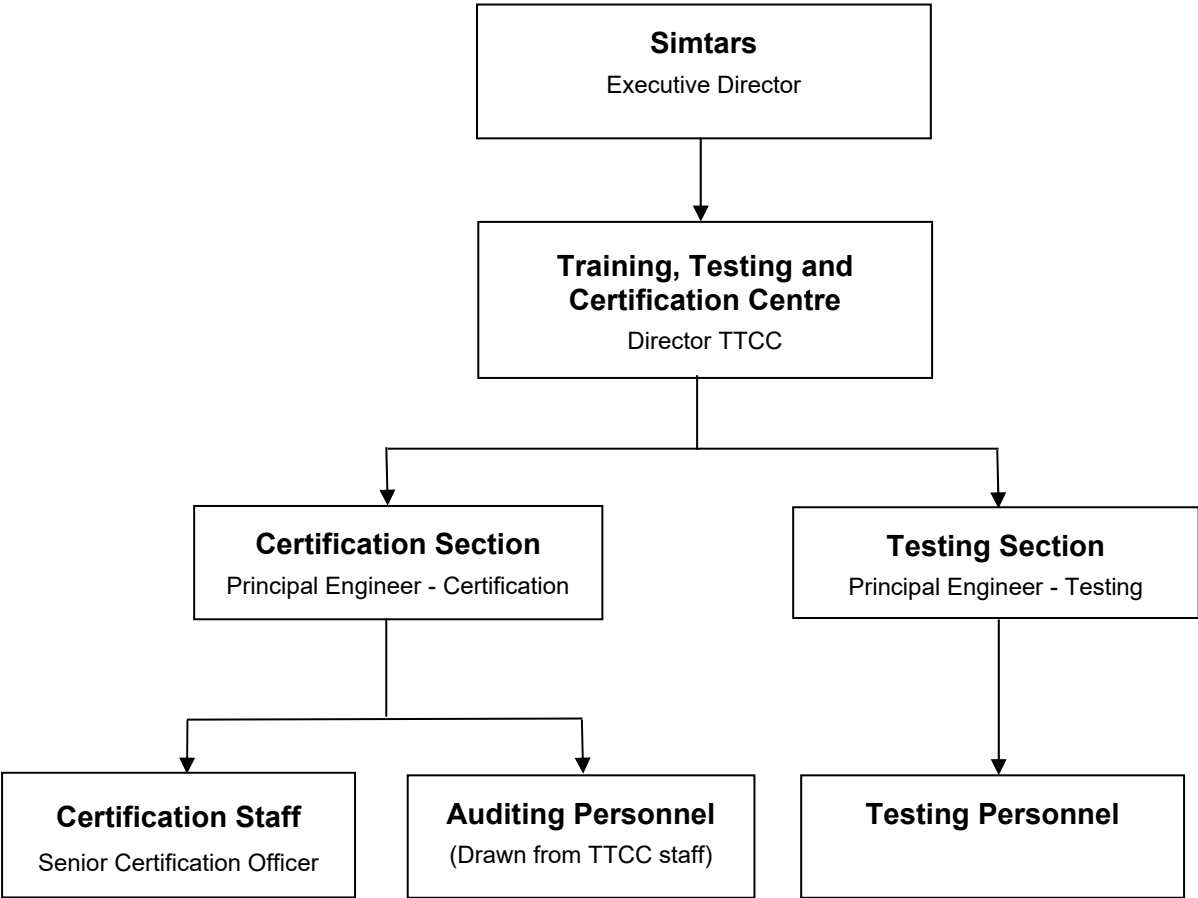 Simtars
Executive Director
Training, Testing and
Certification Centre
Director TTCC
Certification Section
Principal Engineer - Certification
Testing Section
Principal Engineer - Testing
Certification Staff
Senior Certification Officer
Auditing Personnel
(Drawn from TTCC staff)
Testing Personnel